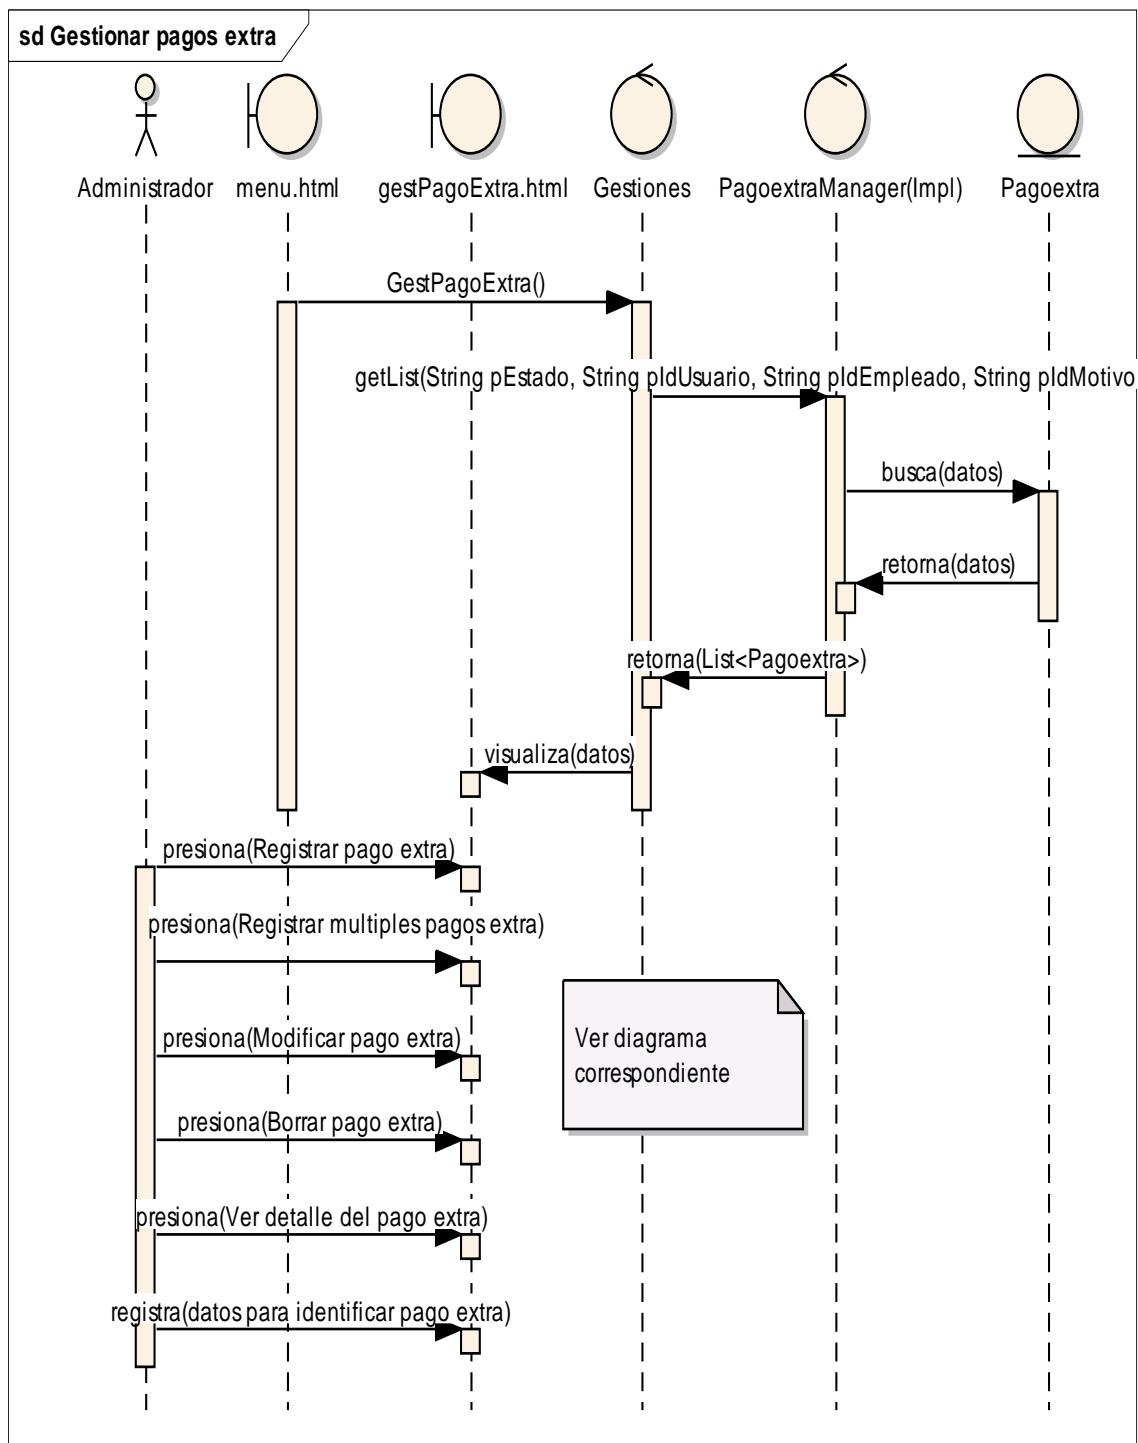 sd Gestionar pagos extra
Administrador
menu.html
gestPagoExtra.html
Gestiones
PagoextraManager(Impl)
Pagoextra
GestPagoExtra()
getList(String pEstado, String pIdUsuario, String pIdEmpleado, String pIdMotivo
busca(datos)
retorna(datos)
retorna(List<Pagoextra>)
visualiza(datos)
presiona(Registrar pago extra)
presiona(Registrar multiples pagos extra)
Ver diagrama
correspondiente
presiona(Modificar pago extra)
presiona(Borrar pago extra)
presiona(Ver detalle del pago extra)
registra(datos para identificar pago extra)